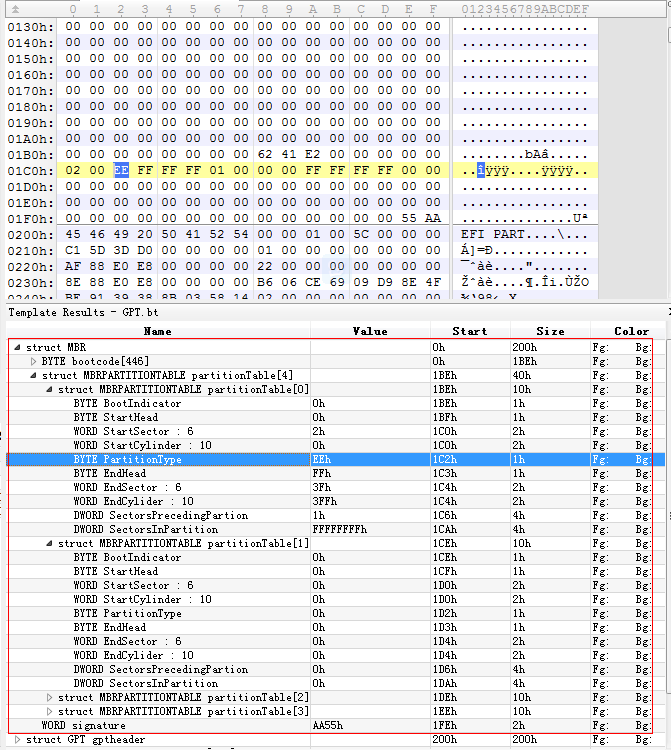 0 1 2 3 4 5 6 7 8 9 A B C D E F 0123456789ABCDEF
0130h: 00 00 00 00 00 00 00 00 00 00 00 00 00 00 00 00 ................
0140h: 00 00 00 00 00 00 00 00 00 00 00 00 00 00 00 00 ................
0150h: 00 00 00 00 00 00 00 00 00 00 00 00 00 00 00 00 ................
0160h: 00 00 00 00 00 00 00 00 00 00 00 00 00 00 00 00 ................
0170h: 00 00 00 00 00 00 00 00 00 00 00 00 00 00 00 00 ................
0180h: 00 00 00 00 00 00 00 00 00 00 00 00 00 00 00 00 ................
0190h: 00 00 00 00 00 00 00 00 00 00 00 00 00 00 00 00 ................
01A0h: 00 00 00 00 00 00 00 00 00 00 00 00 00 00 00 00 ................
01B0h: 00 00 00 00 00 00 00 00 62 41 E2 00 00 00 00 00 ........bAâ.....
01C0h: 02 00 EE FF FF FF 01 00 00 00 FF FF FF FF 00 00 ..îÿÿÿ....ÿÿÿÿ..
01D0h: 00 00 00 00 00 00 00 00 00 00 00 00 00 00 00 00 ................
01E0h: 00 00 00 00 00 00 00 00 00 00 00 00 00 00 00 00 ................
01F0h: 00 00 00 00 00 00 00 00 00 00 00 00 00 00 55 AA ..............Uª
0200h: 45 46 49 20 50 41 52 54 00 00 01 00 5C 00 00 00 EFI PART....\...
0210h: C1 5D 3D D0 00 00 00 00 01 00 00 00 00 00 00 00 Á]=Ð............
0220h: AF 88 E0 E8 00 00 00 00 22 00 00 00 00 00 00 00 ¯ˆàè....".......
0230h: 8E 88 E0 E8 00 00 00 00 B6 06 CE 69 09 D9 8E 4F Žˆàè....¶.Îi.ÙŽO
0240h: BE 91 39 38 8B 03 58 14 02 00 00 00 00 00 00 00
Template Results - GPT.bt
Name Value Start Size Color
struct MBR 0h 200h Fg: Bg:
BYTE bootcode[446] 0h 1BEh Fg: Bg:
struct MBRPARTITIONTABLE partitionTable[4] 1BEh 40h Fg: Bg:
struct MBRPARTITIONTABLE partitionTable[0] 1BEh 10h Fg: Bg:
BYTE BootIndicator 0h 1BEh 1h Fg: Bg:
BYTE StartHead 0h 1BFh 1h Fg: Bg:
WORD StartSector : 6 2h 1C0h 2h Fg: Bg:
WORD StartCylinder : 10 0h 1C0h 2h Fg: Bg:
BYTE PartitionType EEh 1C2h 1h Fg: Bg:
BYTE EndHead FFh 1C3h 1h Fg: Bg:
WORD EndSector : 6 3Fh 1C4h 2h Fg: Bg:
WORD EndCylider : 10 3FFh 1C4h 2h Fg: Bg:
DWORD SectorsPrecedingPartion 1h 1C6h 4h Fg: Bg:
DWORD SectorsInPartition FFFFFFFFh 1CAh 4h Fg: Bg:
struct MBRPARTITIONTABLE partitionTable[1] 1CEh 10h Fg: Bg:
BYTE BootIndicator 0h 1CEh 1h Fg: Bg:
BYTE StartHead 0h 1CFh 1h Fg: Bg:
WORD StartSector : 6 0h 1D0h 2h Fg: Bg:
WORD StartCylinder : 10 0h 1D0h 2h Fg: Bg:
BYTE PartitionType 0h 1D2h 1h Fg: Bg:
BYTE EndHead 0h 1D3h 1h Fg: Bg:
WORD EndSector : 6 0h 1D4h 2h Fg: Bg:
WORD EndCylider : 10 0h 1D4h 2h Fg: Bg:
DWORD SectorsPrecedingPartion 0h 1D6h 4h Fg: Bg:
DWORD SectorsInPartition 0h 1DAh 4h Fg: Bg:
struct MBRPARTITIONTABLE partitionTable[2] 1DEh 10h Fg: Bg:
struct MBRPARTITIONTABLE partitionTable[3] 1EEh 10h Fg: Bg:
WORD signature AA55h 1FEh 2h Fg: Bg:
struct GPT gptheader 200h 200h Fg: Bg: